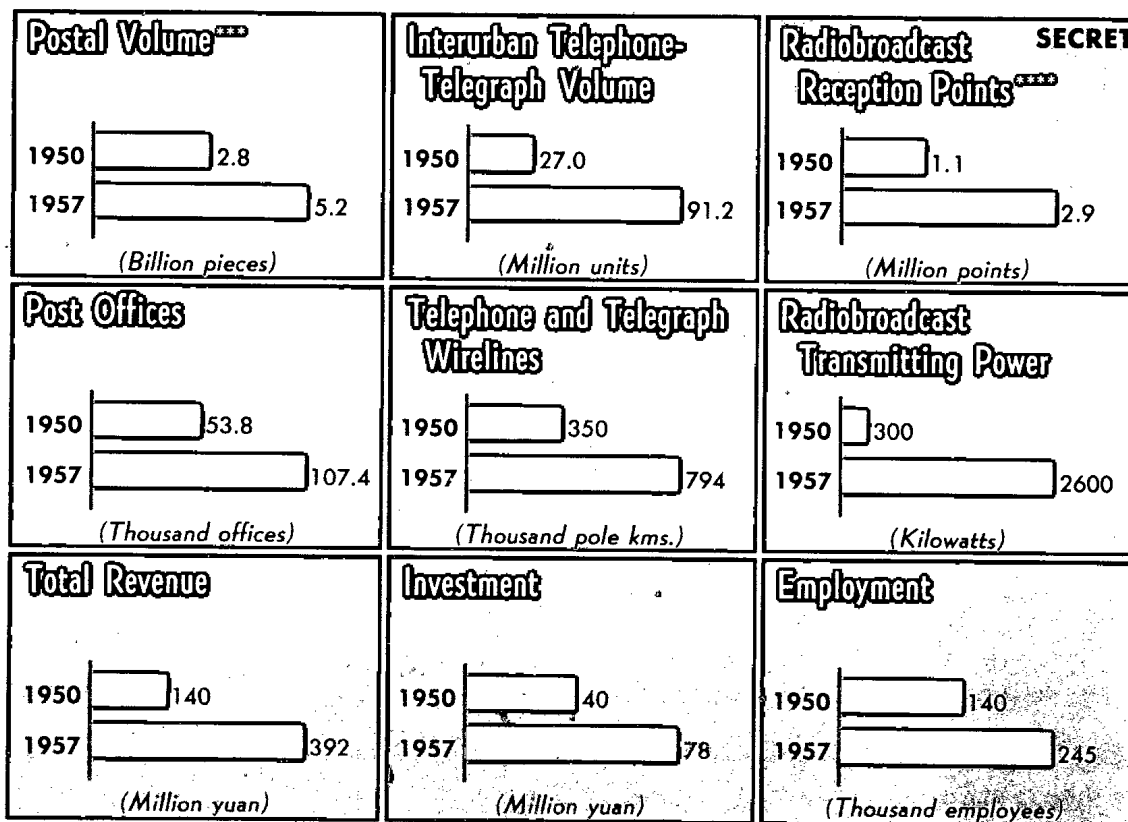 SECRET
Postal Volume***
1950 2.8
1957 5.2
(Billion pieces)
Interurban Telephone-
Telegraph Volume
1950 27.0
1957 91.2
(Million units)
Radiobroadcast
Reception Points****
1950 1.1
1957 2.9
(Million points)
Post Offices
1950 53.8
1957 107.4
(Thousand offices)
Telephone and Telegraph
Wirelines
1950 350
1957 794
(Thousand pole kms.)
Radiobroadcast
Transmitting Power
1950 300
1957 2600
(Kilowatts)
Total Revenue
1950 140
1957 392
(Million yuan)
Investment
1950 40
1957 78
(Million yuan)
Employment
1950 140
1957 245
(Thousand employees)